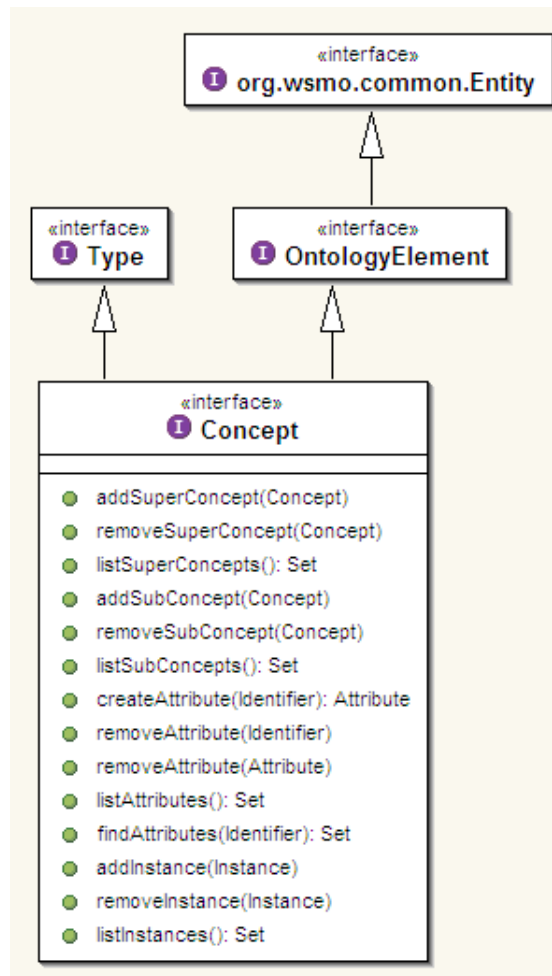 «interface»
I org.wsmo.common.Entity
«interface»
I Type
«interface»
I OntologyElement
«interface»
I Concept
addSuperConcept(Concept)
removeSuperConcept(Concept)
listSuperConcepts(): Set
addSubConcept(Concept)
removeSubConcept(Concept)
listSubConcepts(): Set
createAttribute(Identifier): Attribute
removeAttribute(Identifier)
removeAttribute(Attribute)
listAttributes(): Set
findAttributes(Identifier): Set
addInstance(Instance)
removeInstance(Instance)
listInstances(): Set